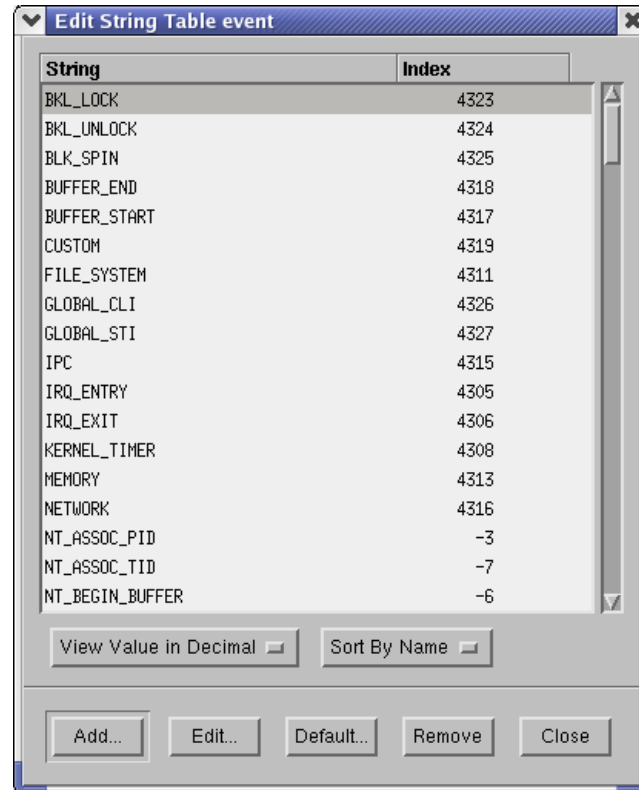 Edit String Table event
String Index
BKL_LOCK 4323
BKL_UNLOCK 4324
BLK_SPIN 4325
BUFFER_END 4318
BUFFER_START 4317
CUSTOM 4319
FILE_SYSTEM 4311
GLOBAL_CLI 4326
GLOBAL_STI 4327
IPC 4315
IRQ_ENTRY 4305
IRQ_EXIT 4306
KERNEL_TIMER 4308
MEMORY 4313
NETWORK 4316
NT_ASSOC_PID -3
NT_ASSOC_TID -7
NT_BEGIN_BUFFER -6
View Value in Decimal Sort By Name
Add... Edit... Default... Remove Close